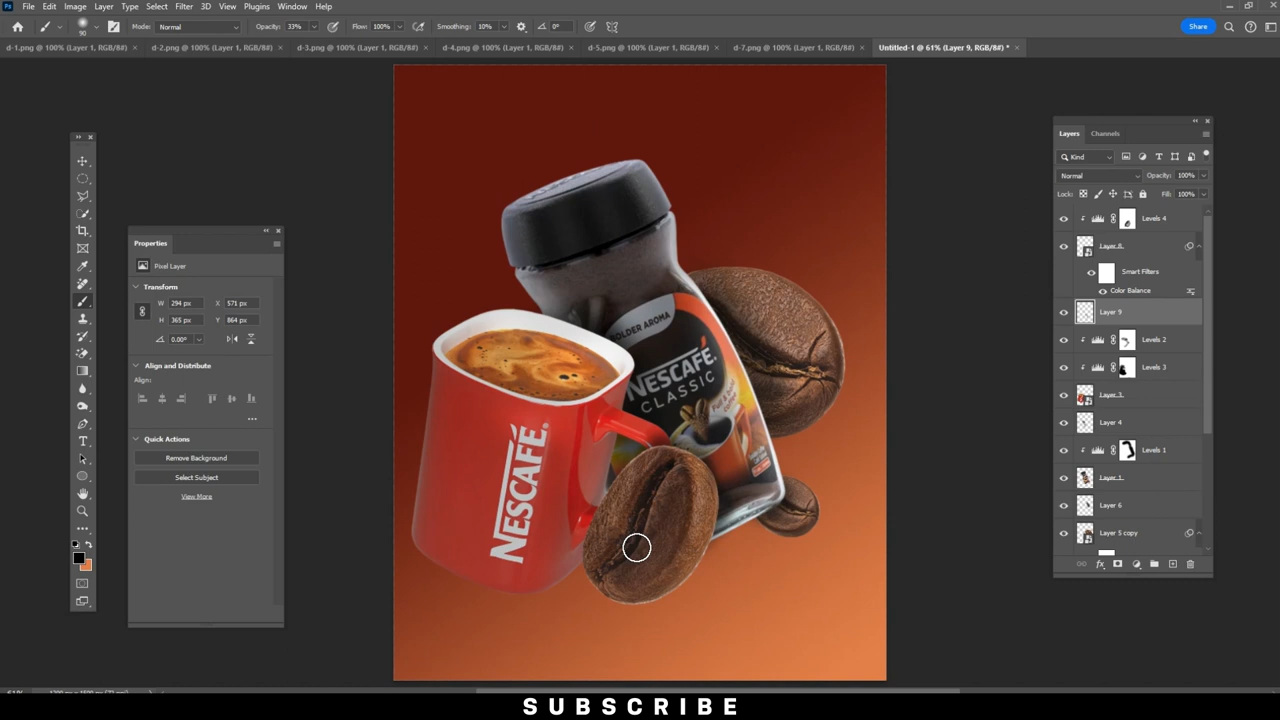 Ps File Edit Image Layer Type Select Filter 3D View Plugins Window Help
90 Mode: Normal Opacity: 33% Flow: 100% Smoothing: 10% 0° Share
d-1.png @ 100% (Layer 1, RGB/8#) × d-2.png @ 100% (Layer 1, RGB/8#) × d-3.png @ 100% (Layer 1, RGB/8#) × d-4.png @ 100% (Layer 1, RGB/8#) × d-5.png @ 100% (Layer 1, RGB/8#) × d-7.png @ 100% (Layer 1, RGB/8#) × Untitled-1 @ 61% (Layer 9, RGB/8#) * ×
Properties
Pixel Layer
Transform
W 294 px X 571 px
H 365 px Y 864 px
0.00°
Align and Distribute
Align:
Quick Actions
Remove Background
Select Subject
View More
BOLDER AROMA
NESCAFÉ
CLASSIC
NESCAFÉ
Layers Channels
Kind
Normal Opacity: 100%
Lock: Fill: 100%
Levels 4
Layer 8
Smart Filters
Color Balance
Layer 9
Levels 2
Levels 3
Layer 3
Layer 4
Levels 1
Layer 1
Layer 6
Layer 5 copy
SUBSCRIBE